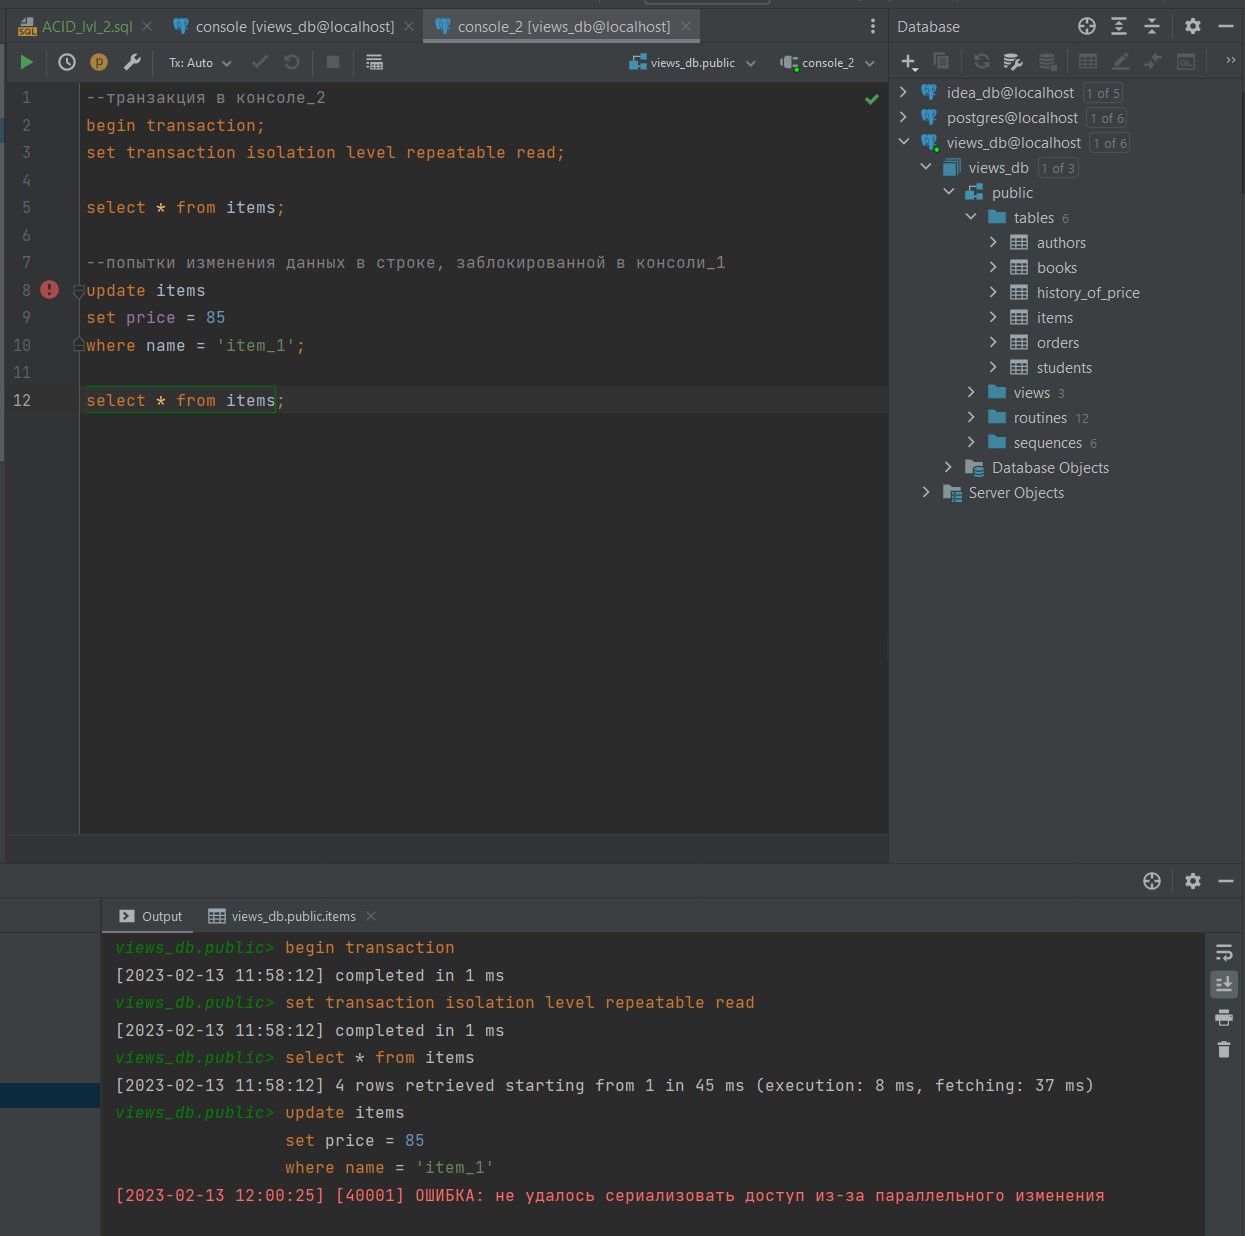 ACID_lvl_2.sql
console [views_db@localhost]
console_2 [views_db@localhost]
Database
Tx: Auto
views_db.public
console_2
1 --транзакция в консоле_2
2 begin transaction;
3 set transaction isolation level repeatable read;
4
5 select * from items;
6
7 --попытки изменения данных в строке, заблокированной в консоли_1
8 update items
9 set price = 85
10 where name = 'item_1';
11
12 select * from items;
idea_db@localhost 1 of 5
postgres@localhost 1 of 6
views_db@localhost 1 of 6
views_db 1 of 3
public
tables 6
authors
books
history_of_price
items
orders
students
views 3
routines 12
sequences 6
Database Objects
Server Objects
Output
views_db.public.items
views_db.public> begin transaction
[2023-02-13 11:58:12] completed in 1 ms
views_db.public> set transaction isolation level repeatable read
[2023-02-13 11:58:12] completed in 1 ms
views_db.public> select * from items
[2023-02-13 11:58:12] 4 rows retrieved starting from 1 in 45 ms (execution: 8 ms, fetching: 37 ms)
views_db.public> update items
set price = 85
where name = 'item_1'
[2023-02-13 12:00:25] [40001] ОШИБКА: не удалось сериализовать доступ из-за параллельного изменения